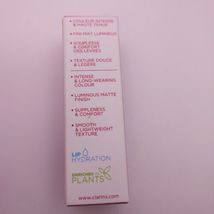 • COULEUR INTENSE
& HAUTE TENUE
• FINI MAT LUMINEUX
• SOUPLESSE
& CONFORT
DES LÈVRES
• TEXTURE DOUCE
& LÉGÈRE
• INTENSE
& LONG-WEARING
COLOUR
• LUMINOUS MATTE
FINISH
• SUPPLENESS
& COMFORT
• SMOOTH
& LIGHTWEIGHT
TEXTURE
LIP
HYDRATION
ENRICHED
PLANTS
www.clarins.com